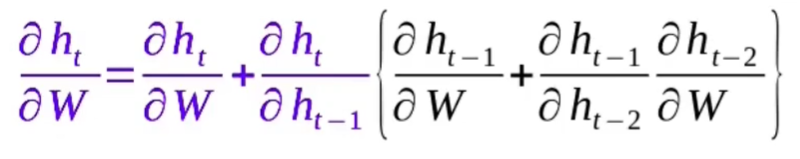 ∂h_t/∂W = ∂h_t/∂W + ∂h_t/∂h_{t−1} { ∂h_{t−1}/∂W + ∂h_{t−1}/∂h_{t−2} ∂h_{t−2}/∂W }